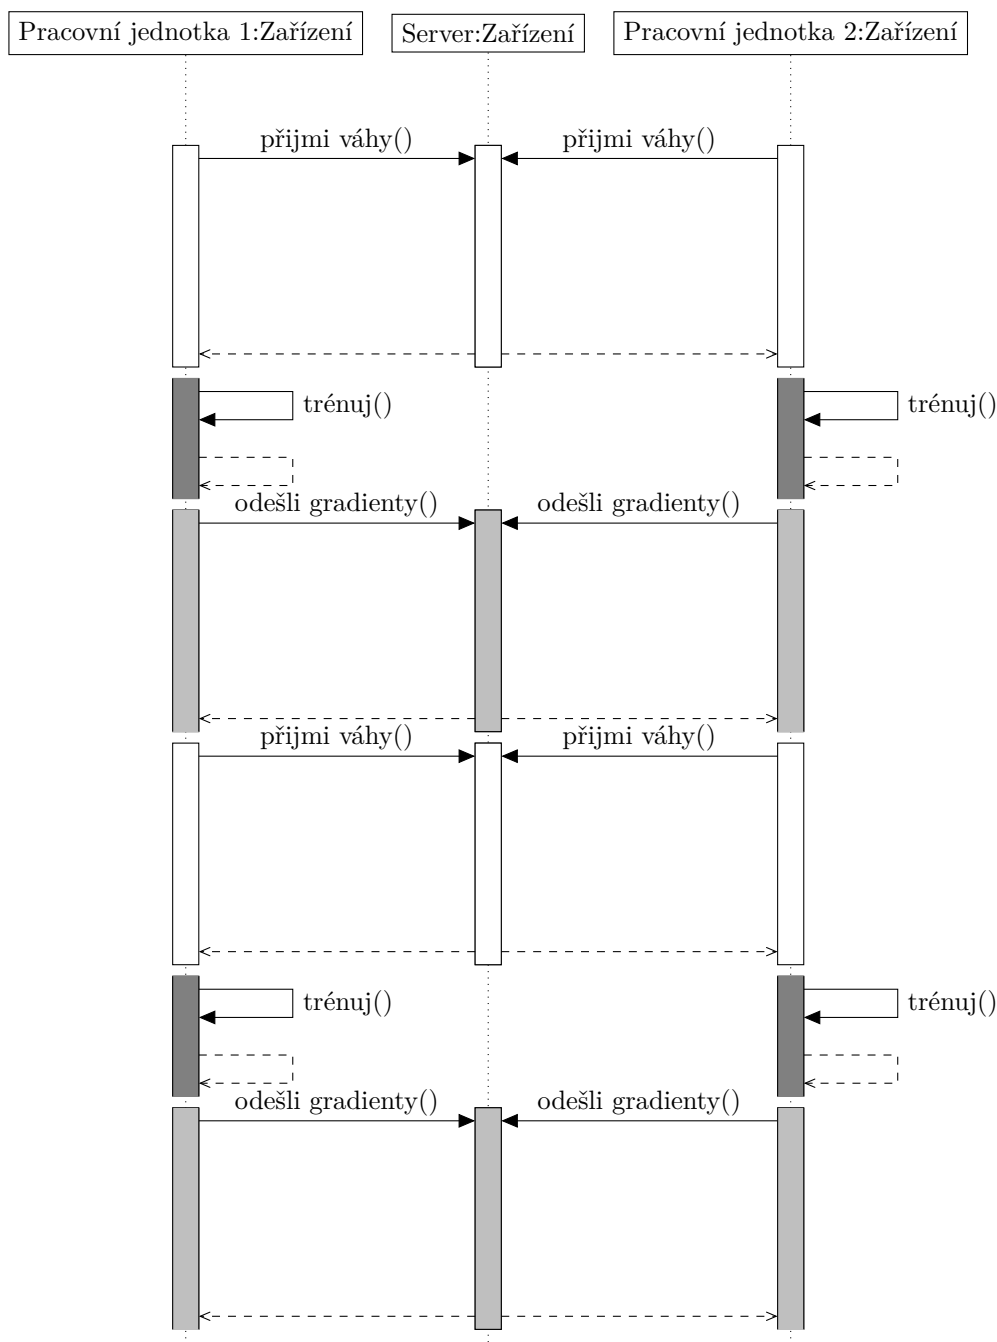 Pracovní jednotka 1:Zařízení
Server:Zařízení
Pracovní jednotka 2:Zařízení
přijmi váhy()
přijmi váhy()
trénuj()
trénuj()
odešli gradienty()
odešli gradienty()
přijmi váhy()
přijmi váhy()
trénuj()
trénuj()
odešli gradienty()
odešli gradienty()